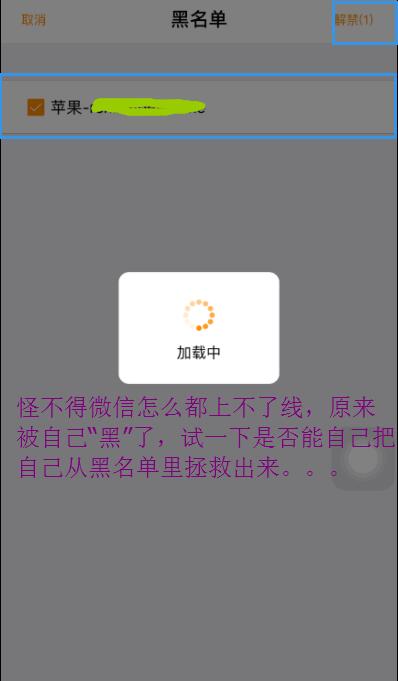 取消 黑名单 解禁(1)
苹果-
加载中
怪不得微信怎么都上不了线，原来
被自己“黑”了，试一下是否能自己把
自己从黑名单里拯救出来。。。